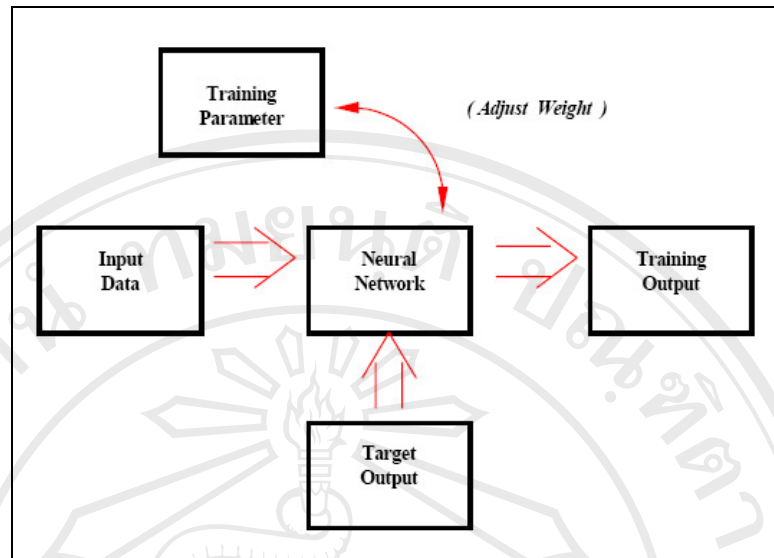 Training
Parameter
( Adjust Weight )
Input
Data
Neural
Network
Training
Output
Target
Output